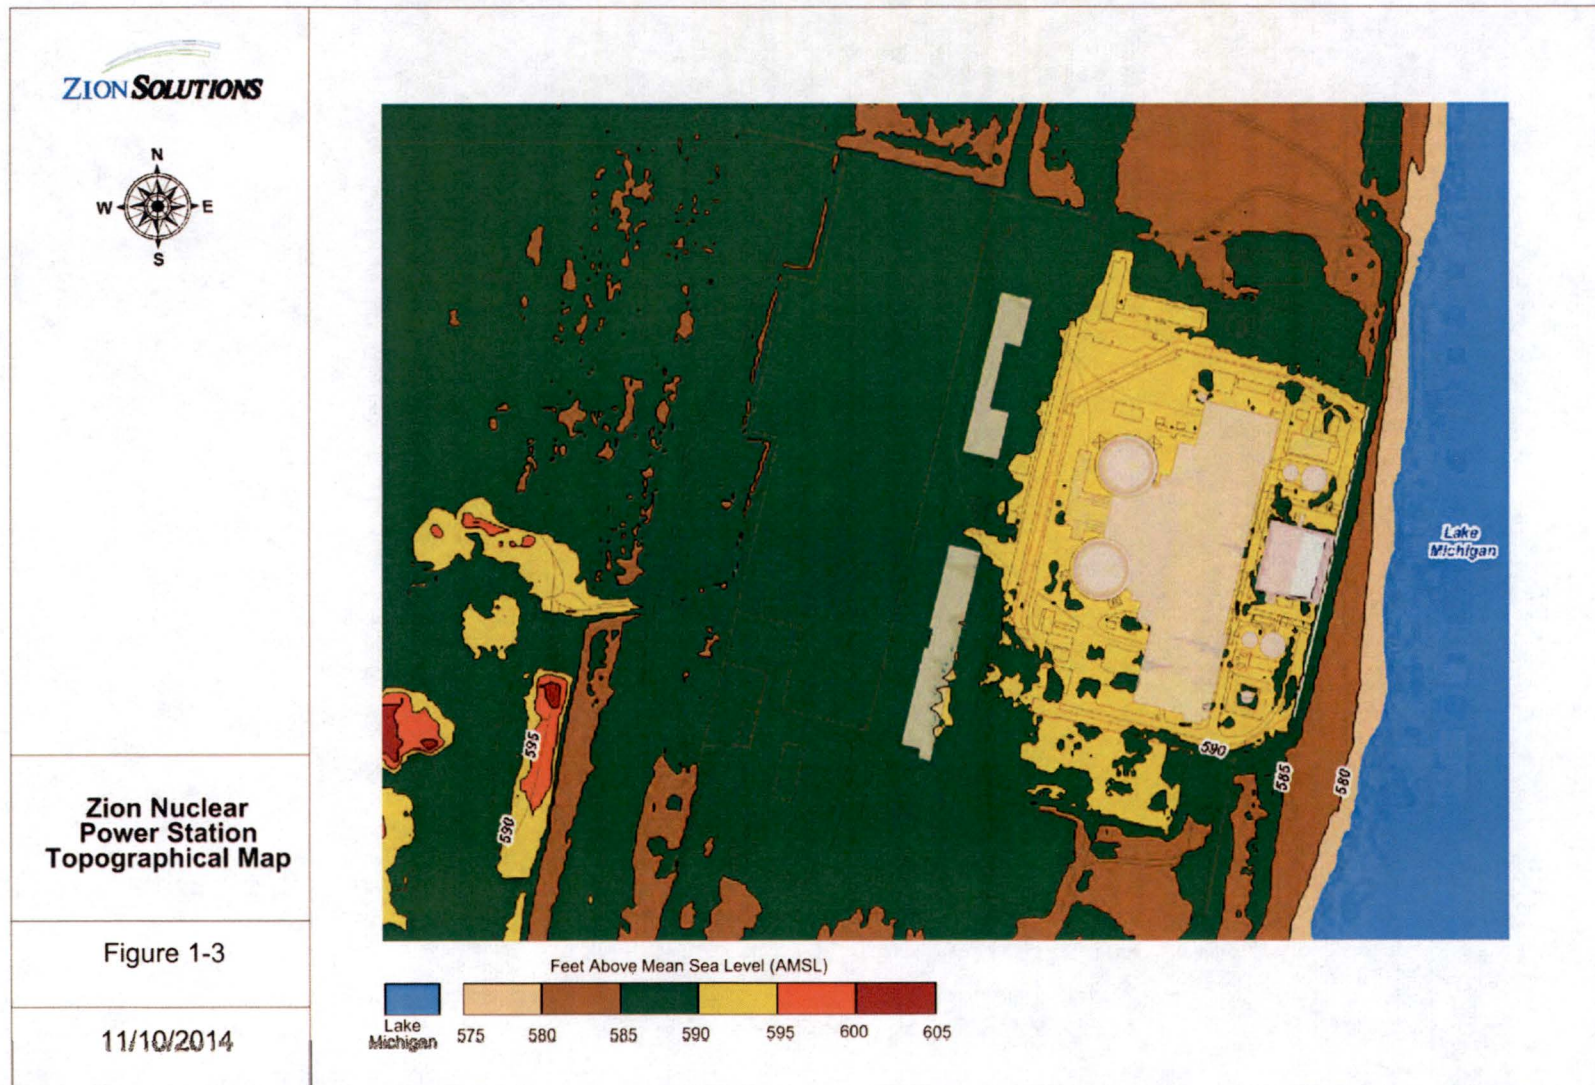 ZION SOLUTIONS
N
W E
S
Zion Nuclear
Power Station
Topographical Map
Figure 1-3
11/10/2014
Lake
Michigan
595
590
590
585
580
Feet Above Mean Sea Level (AMSL)
Lake
Michigan
575 580 585 590 595 600 605